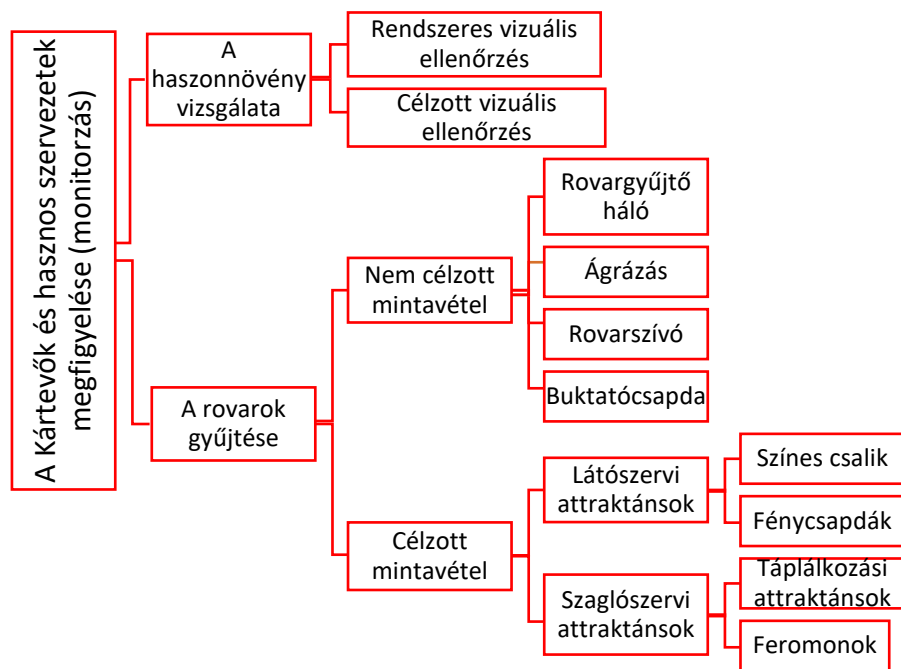 A Kártevők és hasznos szervezetek
megfigyelése (monitorzás)
A
haszonnövény
vizsgálata
Rendszeres vizuális
ellenőrzés
Célzott vizuális
ellenőrzés
A rovarok
gyűjtése
Nem célzott
mintavétel
Rovargyűjtő
háló
Ágrázás
Rovarszívó
Buktatócsapda
Célzott
mintavétel
Látószervi
attraktánsok
Színes csalik
Fénycsapdák
Szaglószervi
attraktánsok
Táplálkozási
attraktánsok
Feromonok